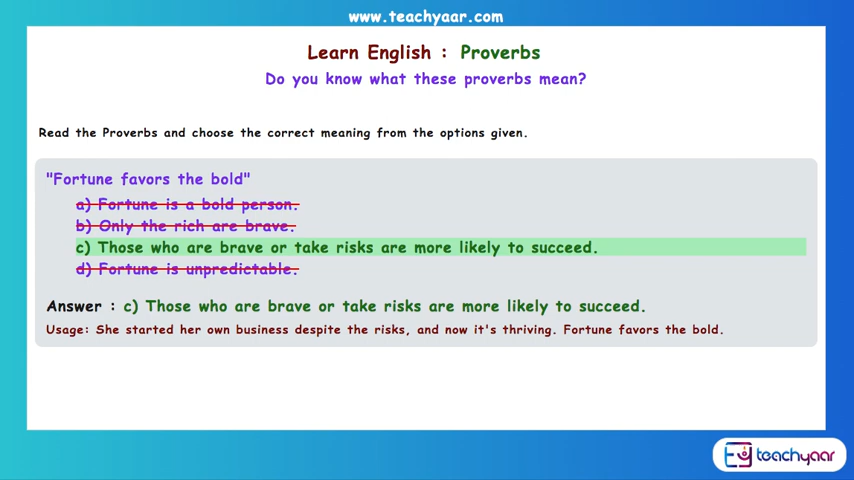 www.teachyaar.com
Learn English : Proverbs
Do you know what these proverbs mean?
Read the Proverbs and choose the correct meaning from the options given.
"Fortune favors the bold"
a) Fortune is a bold person.
b) Only the rich are brave.
c) Those who are brave or take risks are more likely to succeed.
d) Fortune is unpredictable.
Answer : c) Those who are brave or take risks are more likely to succeed.
Usage: She started her own business despite the risks, and now it's thriving. Fortune favors the bold.
teachyaar